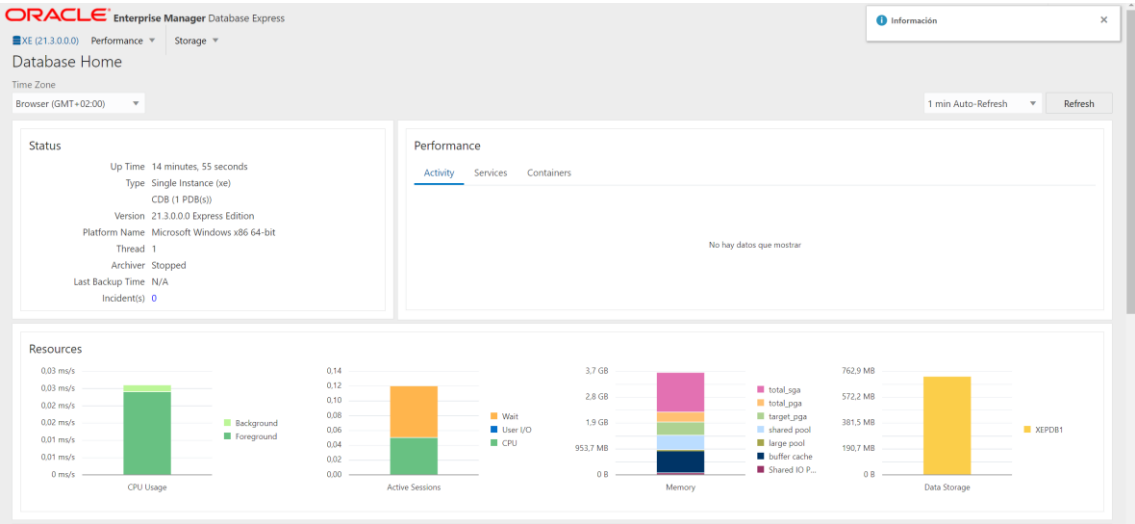 ORACLE Enterprise Manager Database Express
Información
XE (21.3.0.0.0) Performance Storage
Database Home
Time Zone
Browser (GMT+02:00)
1 min Auto-Refresh Refresh
Status
Up Time 14 minutes, 55 seconds
Type Single Instance (xe)
CDB (1 PDB(s))
Version 21.3.0.0.0 Express Edition
Platform Name Microsoft Windows x86 64-bit
Thread 1
Archiver Stopped
Last Backup Time N/A
Incident(s) 0
Performance
Activity Services Containers
No hay datos que mostrar
Resources
0,03 ms/s
0,03 ms/s
0,02 ms/s
0,02 ms/s
0,01 ms/s
0,01 ms/s
0 ms/s
CPU Usage
Background
Foreground
0,14
0,12
0,10
0,08
0,06
0,04
0,02
0,00
Active Sessions
Wait
User I/O
CPU
3,7 GB
2,8 GB
1,9 GB
953,7 MB
0 B
Memory
total_sga
total_pga
target_pga
shared pool
large pool
buffer cache
Shared IO P...
762,9 MB
572,2 MB
381,5 MB
190,7 MB
0 B
Data Storage
XEPDB1